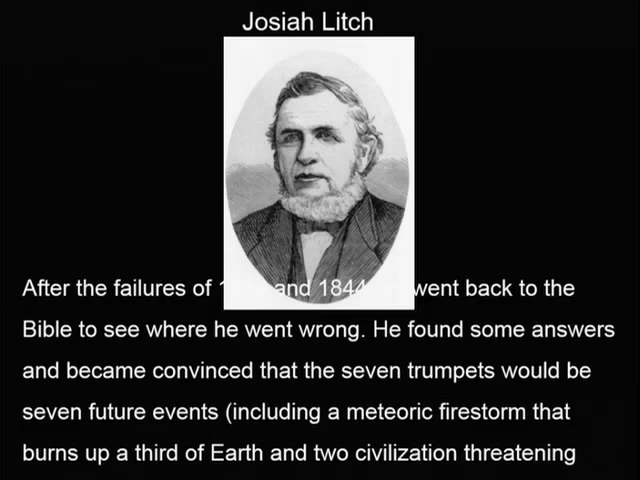 Josiah Litch
After the failures of and 1844 went back to the
Bible to see where he went wrong. He found some answers
and became convinced that the seven trumpets would be
seven future events (including a meteoric firestorm that
burns up a third of Earth and two civilization threatening